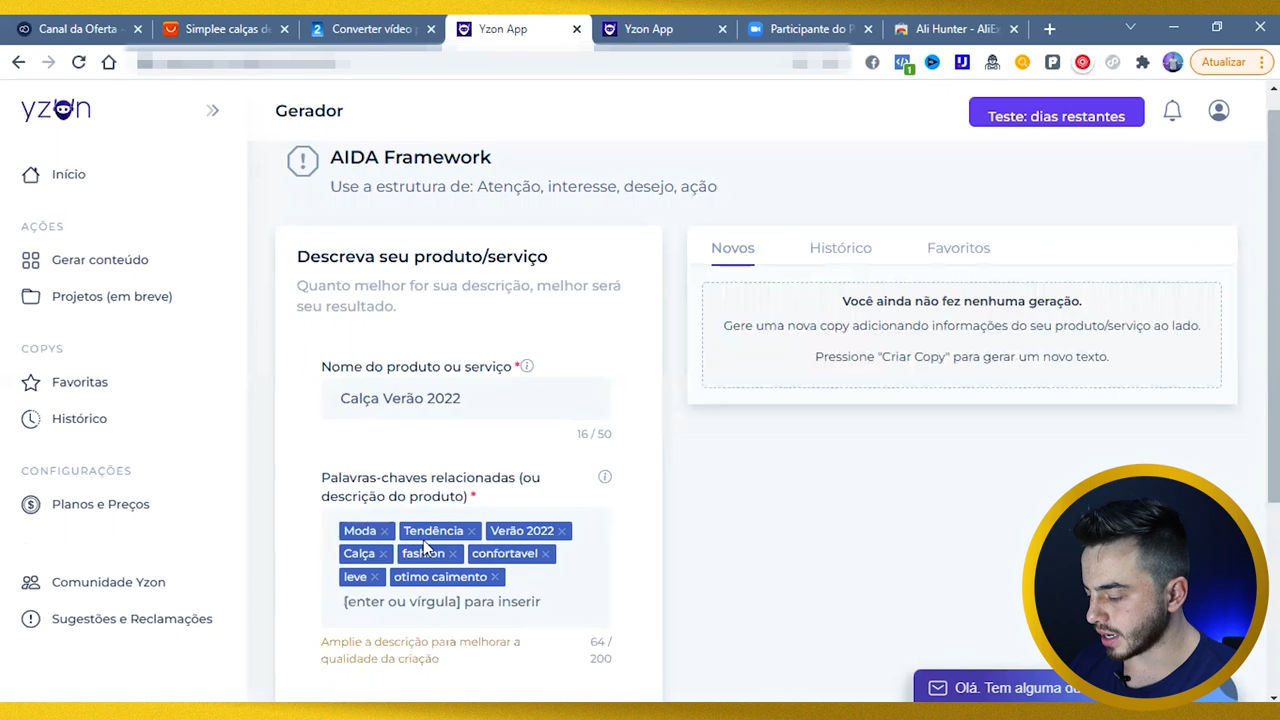 Canal da Oferta -
Simplee calças de
Converter vídeo p
Yzon App
Yzon App
Participante do P
Ali Hunter - AliEx
Atualizar
yzon
Gerador
Teste: dias restantes
Início
AÇÕES
Gerar conteúdo
Projetos (em breve)
COPYS
Favoritas
Histórico
CONFIGURAÇÕES
Planos e Preços
Comunidade Yzon
Sugestões e Reclamações
AIDA Framework
Use a estrutura de: Atenção, interesse, desejo, ação
Descreva seu produto/serviço
Quanto melhor for sua descrição, melhor será
seu resultado.
Nome do produto ou serviço *
Calça Verão 2022
16 / 50
Palavras-chaves relacionadas (ou
descrição do produto) *
Moda × Tendência × Verão 2022 ×
Calça × fashion × confortavel ×
leve × otimo caimento ×
[enter ou vírgula] para inserir
Amplie a descrição para melhorar a
qualidade da criação
64 /
200
Novos Histórico Favoritos
Você ainda não fez nenhuma geração.
Gere uma nova copy adicionando informações do seu produto/serviço ao lado.
Pressione "Criar Copy" para gerar um novo texto.
Olá. Tem alguma